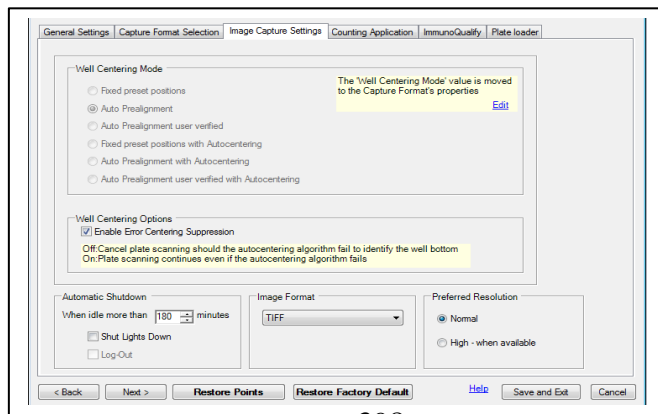 General Settings Capture Format Selection Image Capture Settings Counting Application ImmunoQualify Plate loader
Well Centering Mode
The 'Well Centering Mode' value is moved
to the Capture Format's properties
Edit
Fixed preset positions
Auto Prealignment
Auto Prealignment user verified
Fixed preset positions with Autocentering
Auto Prealignment with Autocentering
Auto Prealignment user verified with Autocentering
Well Centering Options
Enable Error Centering Suppression
Off:Cancel plate scanning should the autocentering algorithm fail to identify the well bottom
On:Plate scanning continues even if the autocentering algorithm fails
Automatic Shutdown
When idle more than 180 minutes
Shut Lights Down
Log-Out
Image Format
TIFF
Preferred Resolution
Normal
High - when available
< Back Next > Restore Points Restore Factory Default Help Save and Exit Cancel